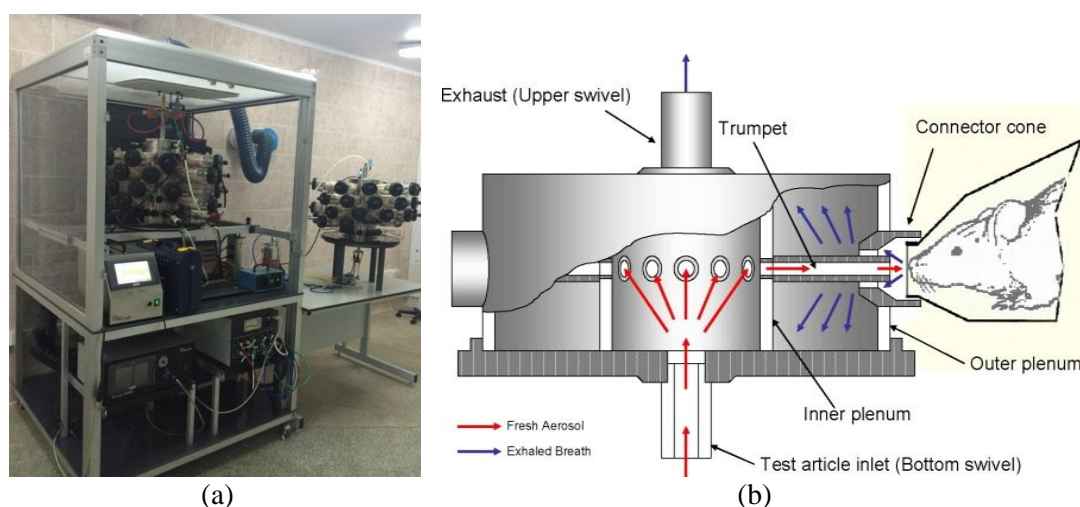 Exhaust (Upper swivel)
Trumpet
Connector cone
Outer plenum
Inner plenum
Fresh Aerosol
Exhaled Breath
Test article inlet (Bottom swivel)
(a)
(b)